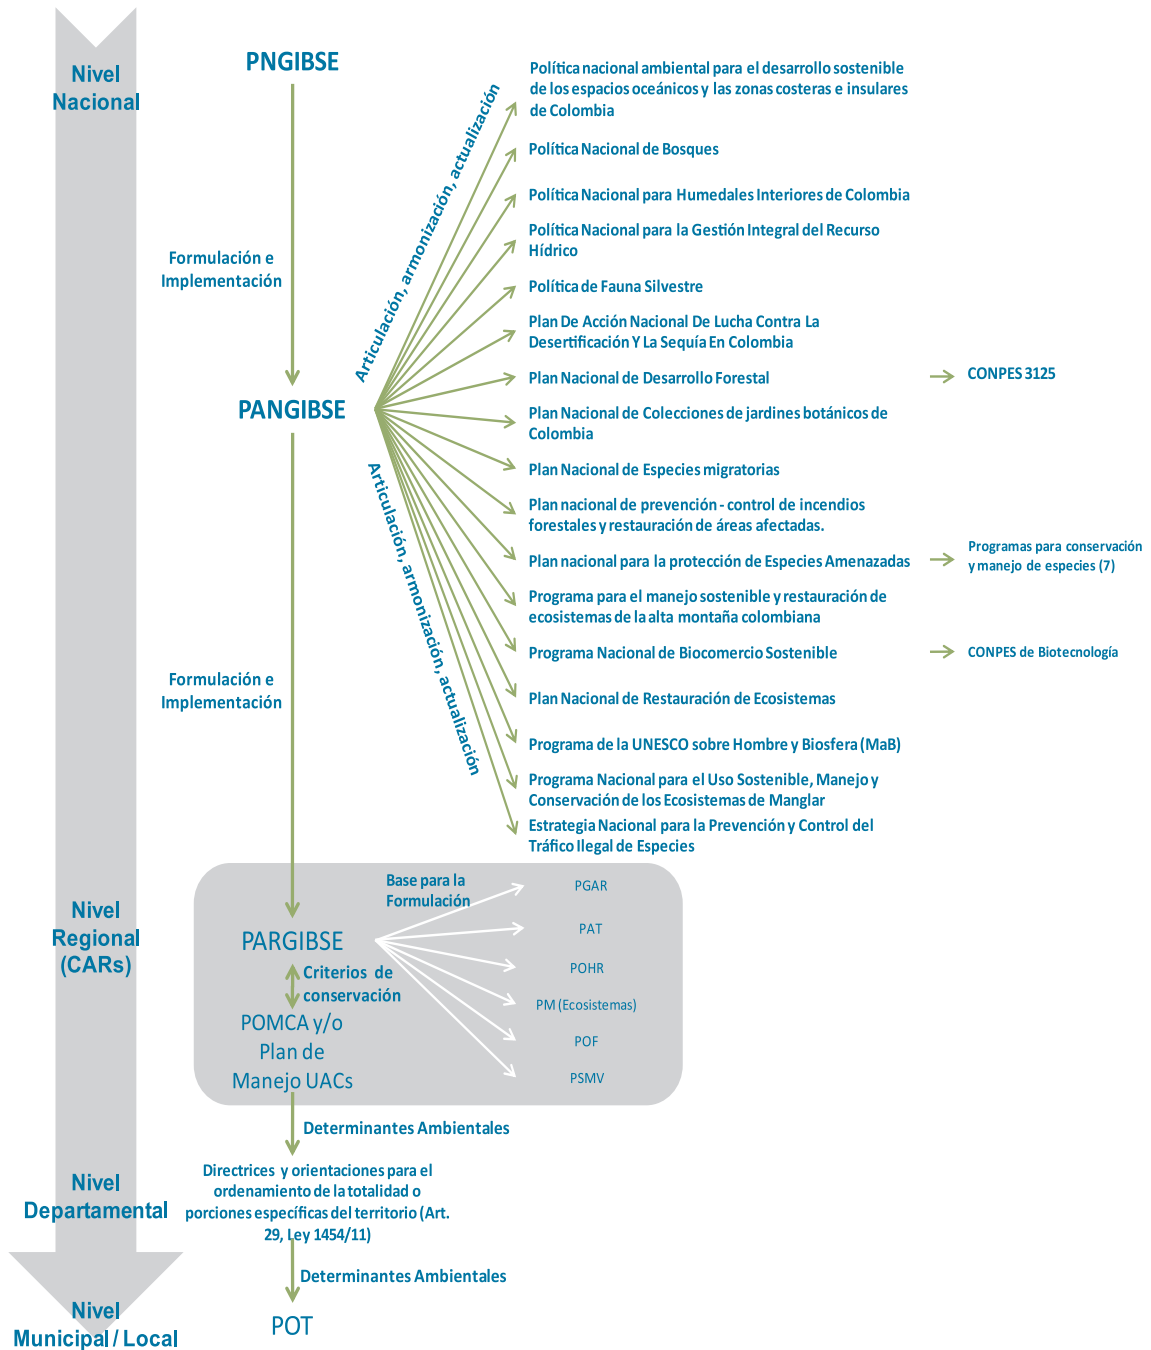 Nivel
Nacional
PNGIBSE
Formulación e
Implementación
PANGIBSE
Articulación, armonización, actualización
Política nacional ambiental para el desarrollo sostenible
de los espacios oceánicos y las zonas costeras e insulares
de Colombia
Política Nacional de Bosques
Política Nacional para Humedales Interiores de Colombia
Política Nacional para la Gestión Integral del Recurso
Hídrico
Política de Fauna Silvestre
Plan De Acción Nacional De Lucha Contra La
Desertificación Y La Sequía En Colombia
Plan Nacional de Desarrollo Forestal
CONPES 3125
Plan Nacional de Colecciones de jardines botánicos de
Colombia
Plan Nacional de Especies migratorias
Plan nacional de prevención - control de incendios
forestales y restauración de áreas afectadas.
Plan nacional para la protección de Especies Amenazadas
Programas para conservación
y manejo de especies (7)
Programa para el manejo sostenible y restauración de
ecosistemas de la alta montaña colombiana
Programa Nacional de Biocomercio Sostenible
CONPES de Biotecnología
Plan Nacional de Restauración de Ecosistemas
Programa de la UNESCO sobre Hombre y Biosfera (MaB)
Programa Nacional para el Uso Sostenible, Manejo y
Conservación de los Ecosistemas de Manglar
Estrategia Nacional para la Prevención y Control del
Tráfico Ilegal de Especies
Articulación, armonización, actualización
Formulación e
Implementación
Nivel
Regional
(CARs)
PARGIBSE
Base para la
Formulación
PGAR
PAT
POHR
PM (Ecosistemas)
POF
PSMV
Criterios de
conservación
POMCA y/o
Plan de
Manejo UACs
Determinantes Ambientales
Nivel
Departamental
Directrices y orientaciones para el
ordenamiento de la totalidad o
porciones específicas del territorio (Art.
29, Ley 1454/11)
Determinantes Ambientales
Nivel
Municipal / Local
POT